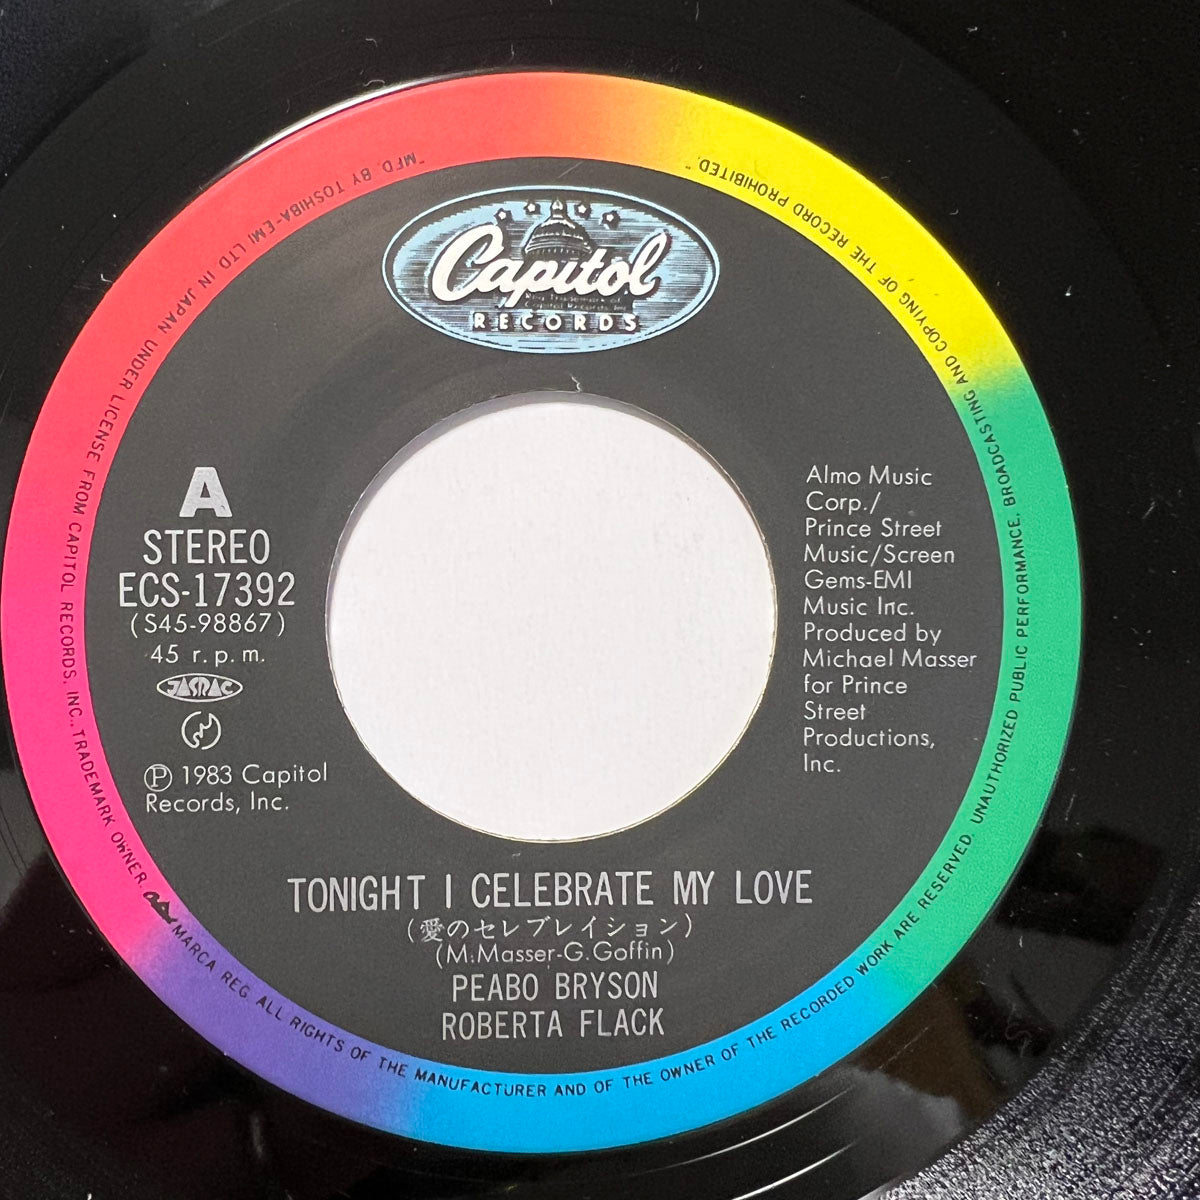 Capitol
RECORDS
A
STEREO
ECS-17392
(S45-98867)
45 r.p.m.
JASRAC
Ⓟ 1983 Capitol
Records, Inc.
Almo Music
Corp./
Prince Street
Music/Screen
Gems-EMI
Music Inc.
Produced by
Michael Masser
for Prince
Street
Productions,
Inc.
TONIGHT I CELEBRATE MY LOVE
(愛のセレブレイション)
(M.Masser-G.Goffin)
PEABO BRYSON
ROBERTA FLACK
"MFD. BY TOSHIBA-EMI LTD IN JAPAN UNDER LICENSE FROM CAPITOL RECORDS, INC., TRADEMARK OWNER. MARCA REG. ALL RIGHTS OF THE MANUFACTURER AND OF THE OWNER OF THE RECORDED WORK ARE RESERVED. UNAUTHORIZED PUBLIC PERFORMANCE, BROADCASTING AND COPYING OF THE RECORD PROHIBITED."